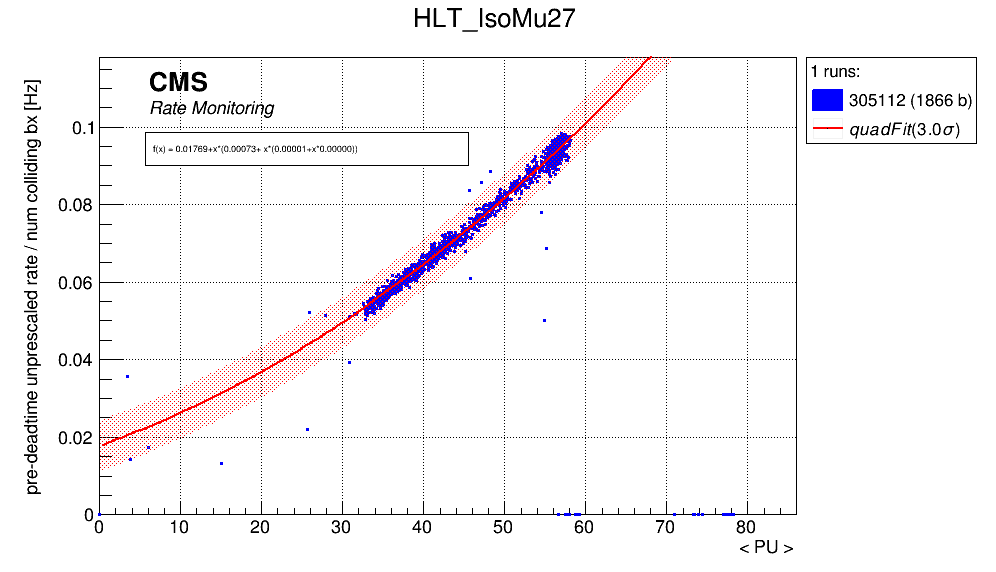 HLT_IsoMu27
CMS
Rate Monitoring
f(x) = 0.01769+x*(0.00073+ x*(0.00001+x*0.00000))
1 runs:
305112 (1866 b)
quadFit(3.0σ)
pre-deadtime unprescaled rate / num colliding bx [Hz]
0.1
0.08
0.06
0.04
0.02
0
0 10 20 30 40 50 60 70 80
< PU >